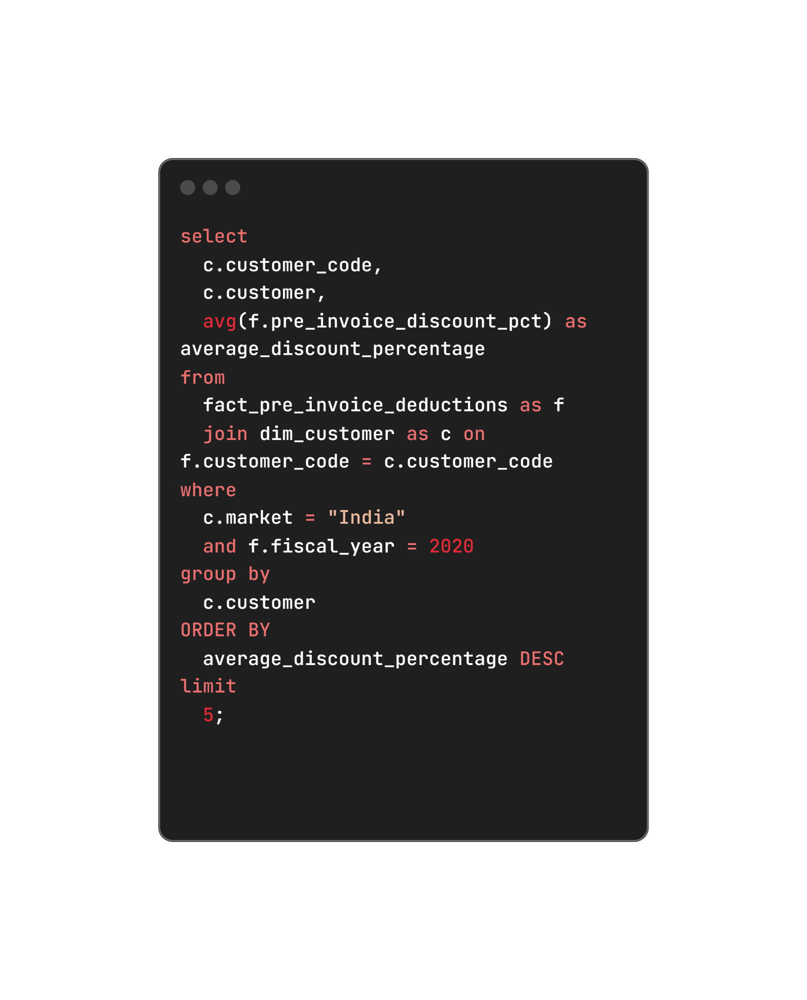 select
  c.customer_code,
  c.customer,
  avg(f.pre_invoice_discount_pct) as
average_discount_percentage
from
  fact_pre_invoice_deductions as f
  join dim_customer as c on
f.customer_code = c.customer_code
where
  c.market = "India"
  and f.fiscal_year = 2020
group by
  c.customer
ORDER BY
  average_discount_percentage DESC
limit
  5;